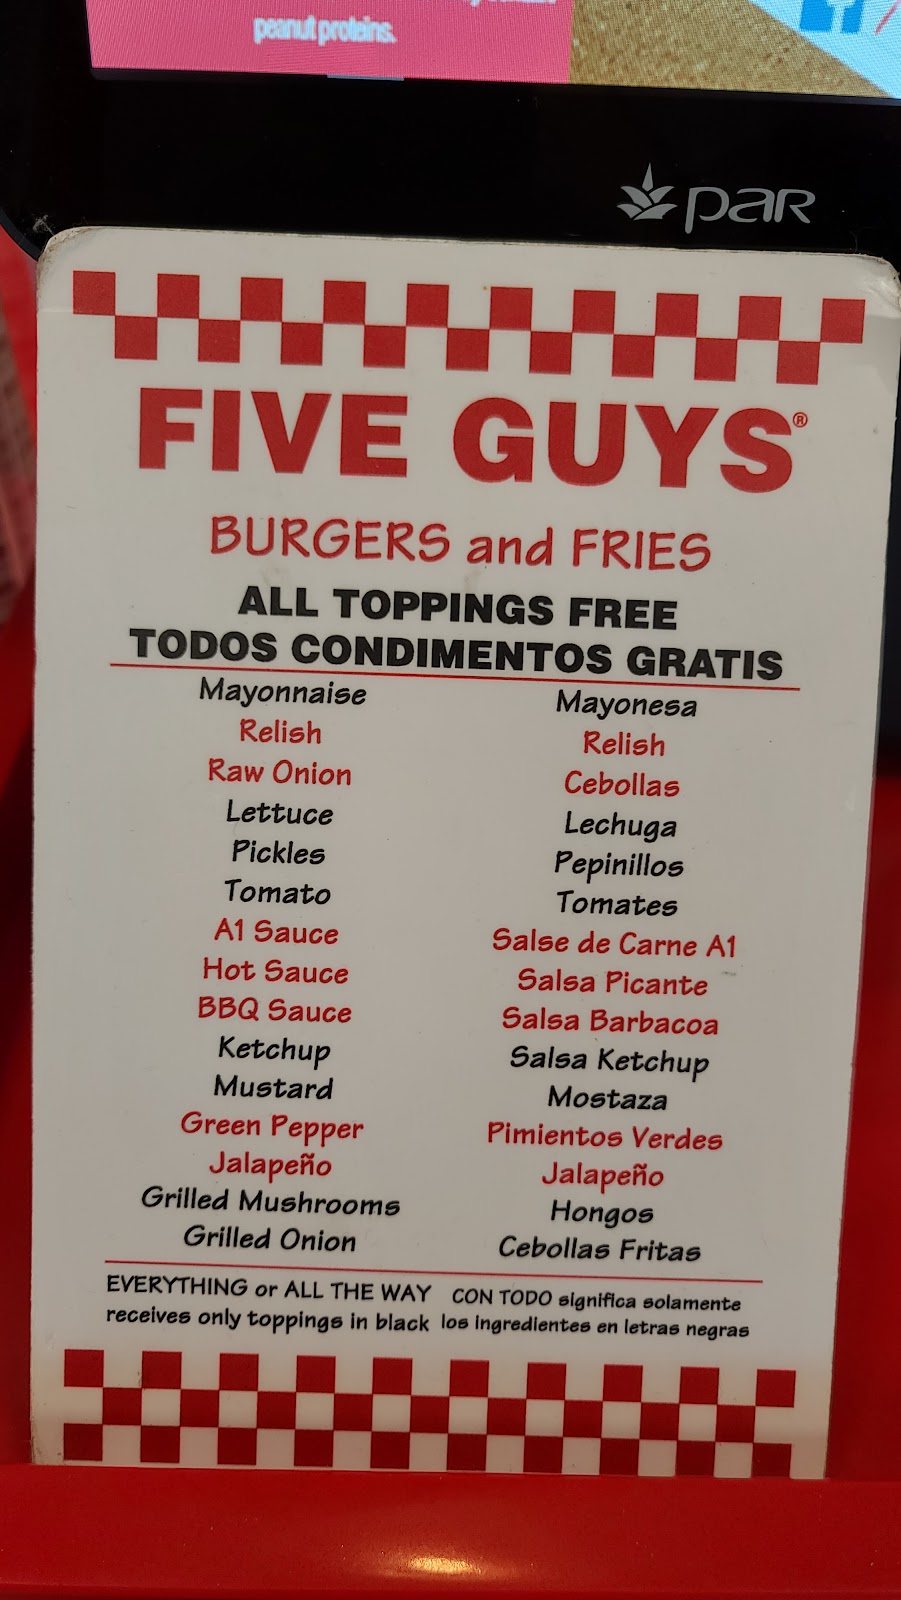 peanut proteins.
par
FIVE GUYS®
BURGERS and FRIES
ALL TOPPINGS FREE
TODOS CONDIMENTOS GRATIS
Mayonnaise
Relish
Raw Onion
Lettuce
Pickles
Tomato
A1 Sauce
Hot Sauce
BBQ Sauce
Ketchup
Mustard
Green Pepper
Jalapeño
Grilled Mushrooms
Grilled Onion
Mayonesa
Relish
Cebollas
Lechuga
Pepinillos
Tomates
Salse de Carne A1
Salsa Picante
Salsa Barbacoa
Salsa Ketchup
Mostaza
Pimientos Verdes
Jalapeño
Hongos
Cebollas Fritas
EVERYTHING or ALL THE WAY
receives only toppings in black
CON TODO significa solamente
los ingredientes en letras negras